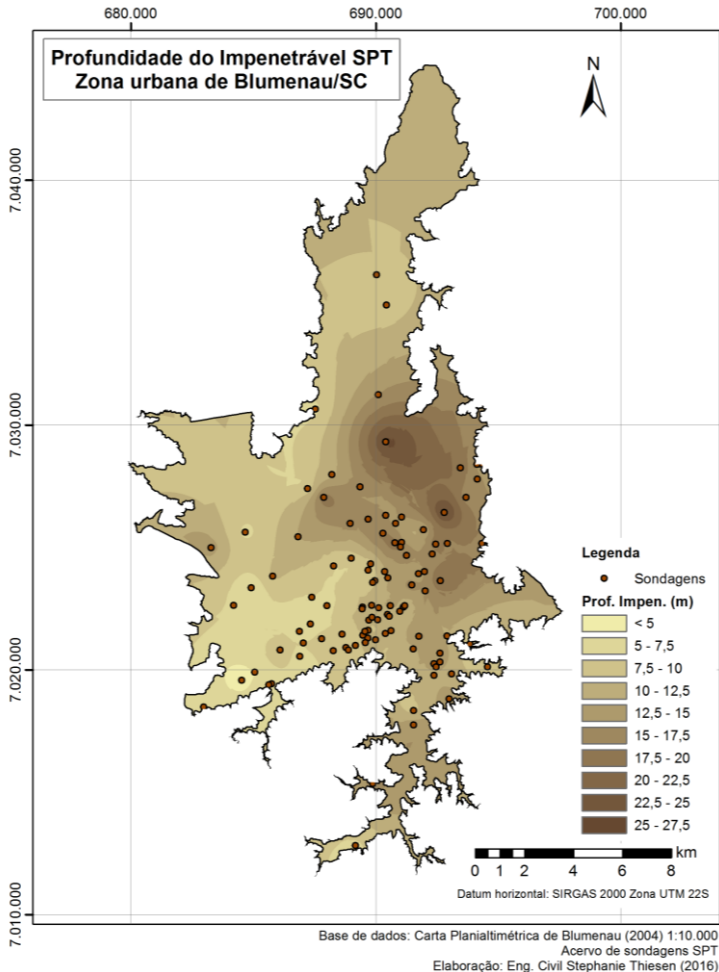 680.000
690.000
700.000
Profundidade do Impenetrável SPT
Zona urbana de Blumenau/SC
N
7.040.000
7.030.000
7.020.000
7.010.000
Legenda
Sondagens
Prof. Impen. (m)
< 5
5 - 7,5
7,5 - 10
10 - 12,5
12,5 - 15
15 - 17,5
17,5 - 20
20 - 22,5
22,5 - 25
25 - 27,5
km
0 1 2 4 6 8
Datum horizontal: SIRGAS 2000 Zona UTM 22S
Base de dados: Carta Planialtimétrica de Blumenau (2004) 1:10.000
Acervo de sondagens SPT
Elaboração: Eng. Civil Stephanie Thiesen (2016)